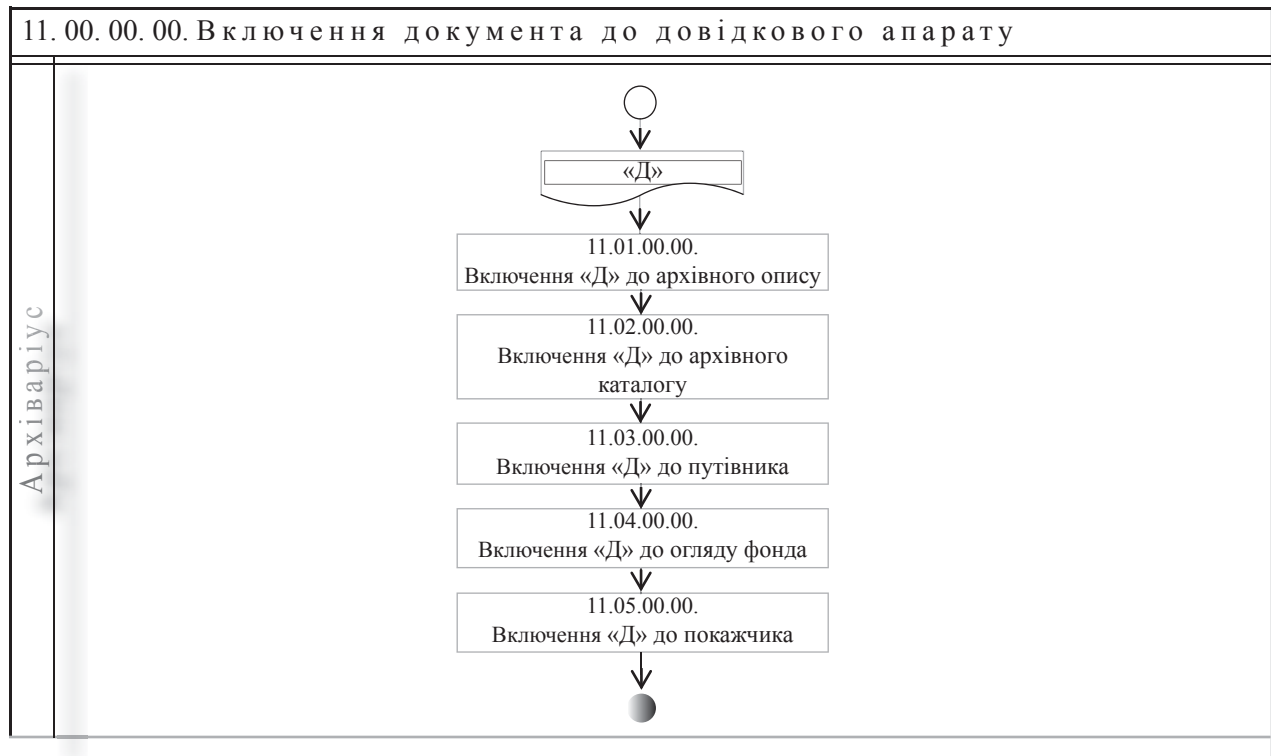 11. 00. 00. 00. Включення документа до довідкового апарату
Архіваріус
«Д»
11.01.00.00.
Включення «Д» до архівного опису
11.02.00.00.
Включення «Д» до архівного
каталогу
11.03.00.00.
Включення «Д» до путівника
11.04.00.00.
Включення «Д» до огляду фонда
11.05.00.00.
Включення «Д» до покажчика